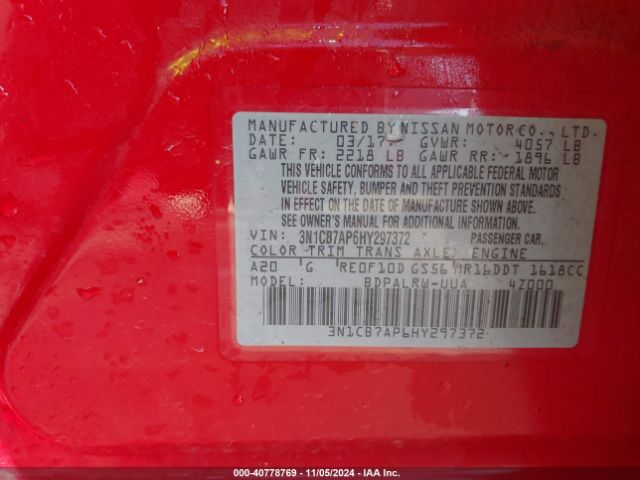 MANUFACTURED BY NISSAN MOTOR CO., LTD.
DATE: 03/17 GVWR: 4057 LB
GAWR FR: 2218 LB GAWR RR: 1896 LB
THIS VEHICLE CONFORMS TO ALL APPLICABLE FEDERAL MOTOR
VEHICLE SAFETY, BUMPER AND THEFT PREVENTION STANDARDS
IN EFFECT ON THE DATE OF MANUFACTURE SHOWN ABOVE.
SEE OWNER'S MANUAL FOR ADDITIONAL INFORMATION.
VIN: 3N1CB7AP6HY297372 PASSENGER CAR.
COLOR TRIM TRANS AXLE ENGINE
A20 G RE0F10D GS56 MR16DDT 1618CC
MODEL: BDPALRW-UUA 4Z000
3N1CB7AP6HY297372
000-40778769 - 11/05/2024 - IAA Inc.